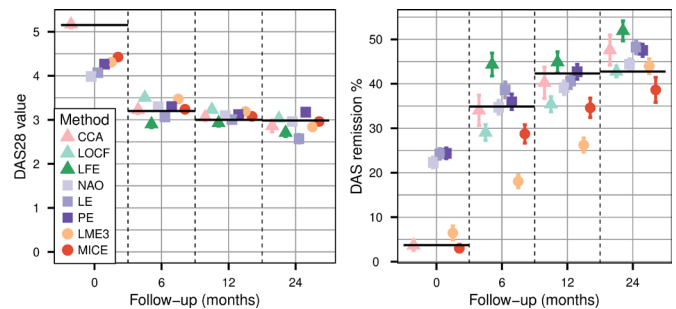 DAS28 value
5
4
3
2
1
0
Method
CCA
LOCF
LFE
NAO
LE
PE
LME3
MICE
0 6 12 24
Follow-up (months)
DAS remission %
50
40
30
20
10
0
0 6 12 24
Follow-up (months)